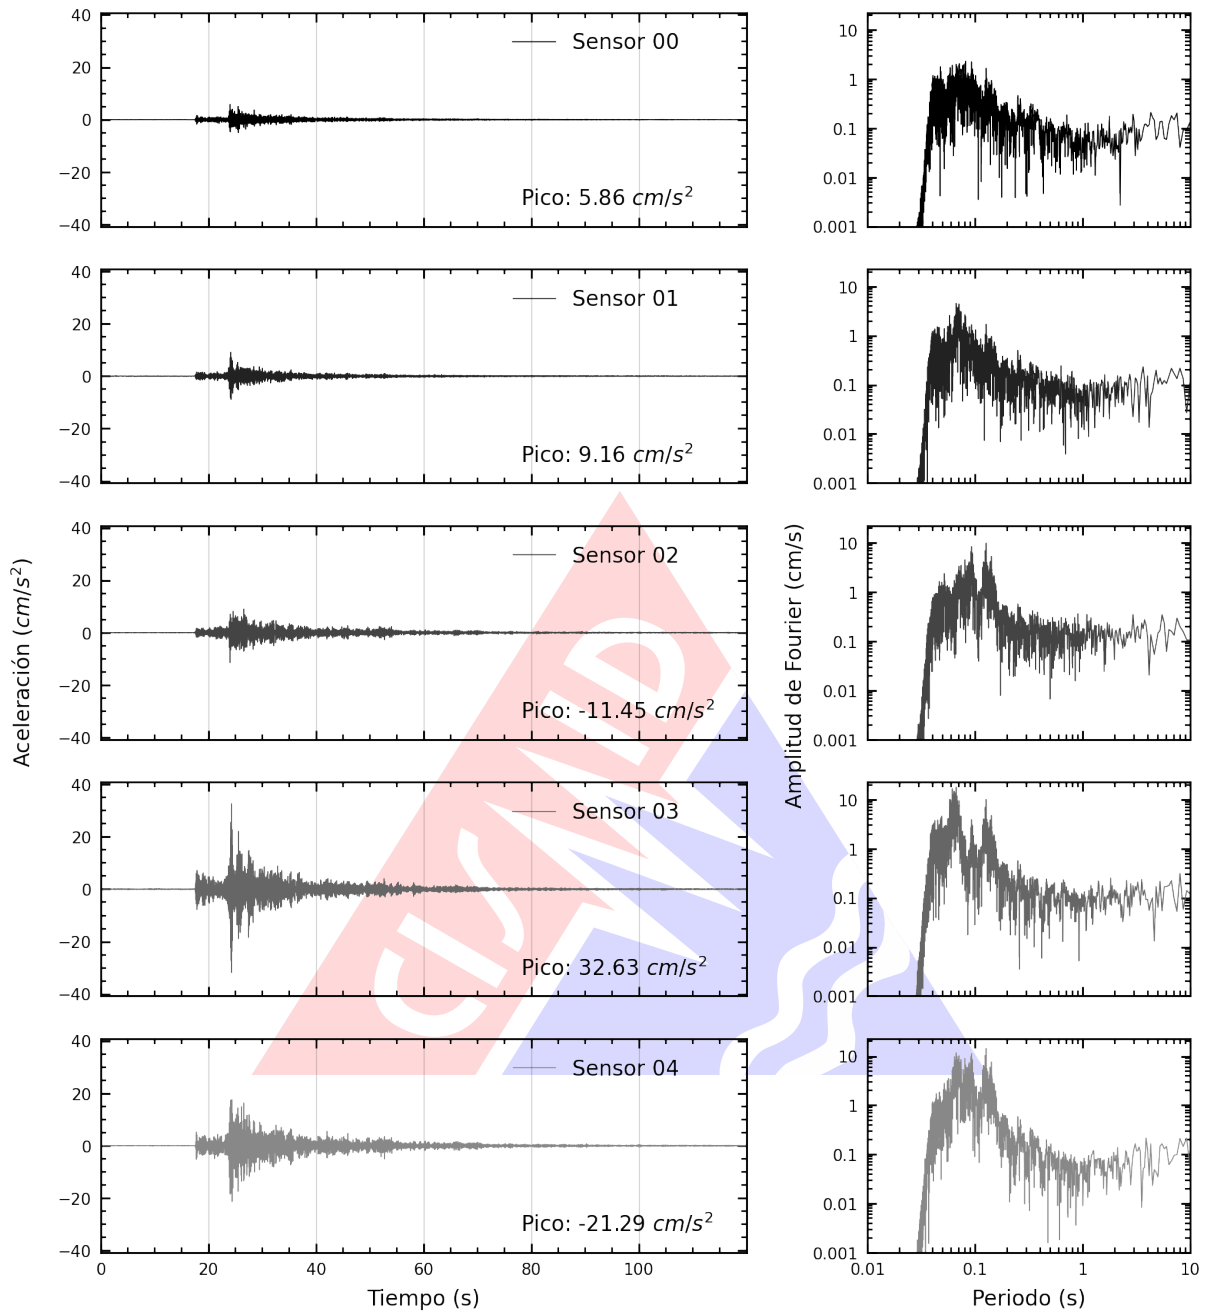 40
20
0
−20
−40
Sensor 00
Pico: 5.86 cm/s²
10
1
0.1
0.01
0.001
40
20
0
−20
−40
Sensor 01
Pico: 9.16 cm/s²
10
1
0.1
0.01
0.001
Aceleración (cm/s²)
40
20
0
−20
−40
Sensor 02
Pico: -11.45 cm/s²
Amplitud de Fourier (cm/s)
10
1
0.1
0.01
0.001
CISMID
40
20
0
−20
−40
Sensor 03
Pico: 32.63 cm/s²
10
1
0.1
0.01
0.001
40
20
0
−20
−40
Sensor 04
Pico: -21.29 cm/s²
10
1
0.1
0.01
0.001
0 20 40 60 80 100
Tiempo (s)
0.01 0.1 1 10
Periodo (s)